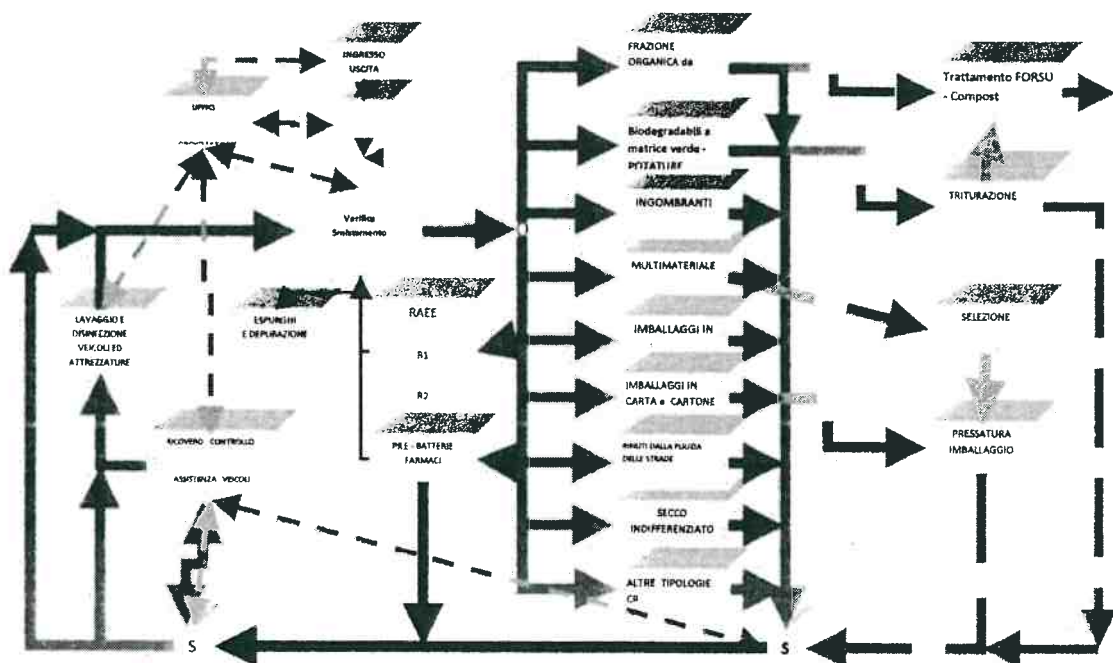 INGRESSO
USCITA
UFFICI
Verifica
Smistamento
LAVAGGIO E
DISINFEZIONE
VEICOLI ED
ATTREZZATURE
ESPURGHI
E DEPURAZIONE
RAEE
R1
R2
PRE - BATTERIE
FARMACI
RICOVERO CONTROLLO
ASSISTENZA VEICOLI
S
FRAZIONE
ORGANICA da
Biodegradabili a
matrice verde -
POTATURE
INGOMBRANTI
MULTIMATERIALE
IMBALLAGGI IN
IMBALLAGGI IN
CARTA e CARTONE
RIFIUTI DALLA PULIZIA
DELLE STRADE
SECCO
INDIFFERENZIATO
ALTRE TIPOLOGIE
CR
S
Trattamento FORSU
- Compost
TRITURAZIONE
SELEZIONE
PRESSATURA
IMBALLAGGIO